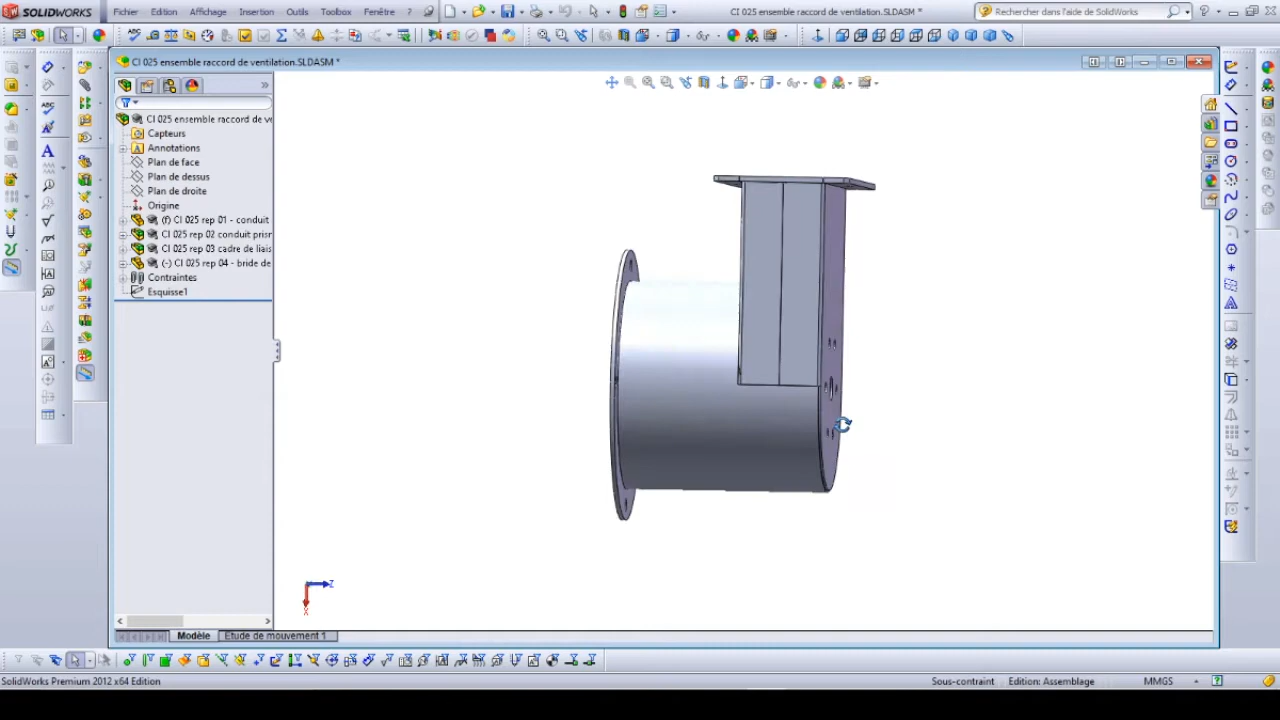 SOLIDWORKS
Fichier Edition Affichage Insertion Outils Toolbox Fenêtre ?
CI 025 ensemble raccord de ventilation.SLDASM *
Rechercher dans l'aide de SolidWorks
CI 025 ensemble raccord de ventilation.SLDASM *
CI 025 ensemble raccord de ve
Capteurs
Annotations
Plan de face
Plan de dessus
Plan de droite
Origine
(f) CI 025 rep 01 - conduit
CI 025 rep 02 conduit prism
CI 025 rep 03 cadre de liais
(-) CI 025 rep 04 - bride de
Contraintes
Esquisse1
Z
X
Modèle
Etude de mouvement 1
SolidWorks Premium 2012 x64 Edition
Sous-contraint
Edition: Assemblage
MMGS